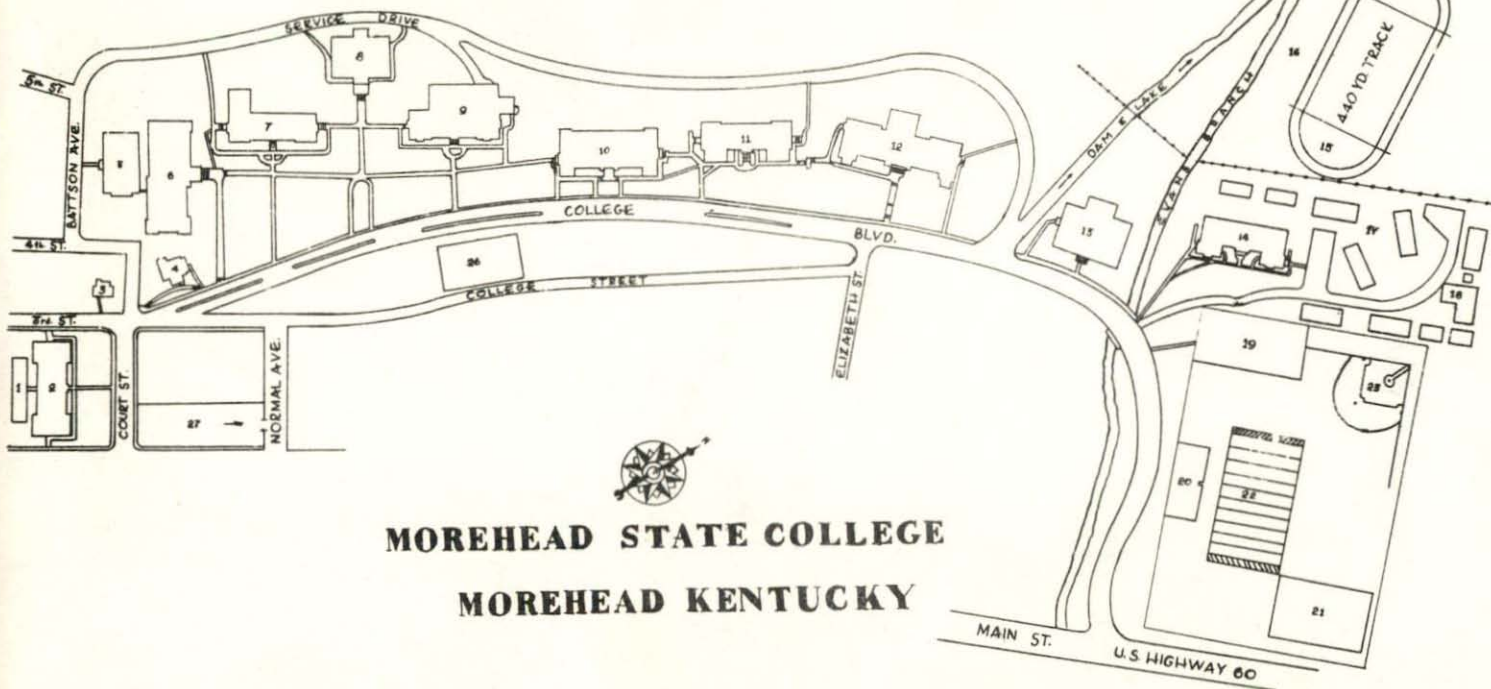 SERVICE DRIVE
5th ST.
BATTSON AVE.
8
7
9
10
11
12
5
6
DAM & LAKE
EVANS BRANCH
16
440 YD. TRACK
15
4th ST.
4
3
COLLEGE BLVD.
26
COLLEGE STREET
ELIZABETH ST.
13
14
17
18
3rd ST.
1
2
COURT ST.
27
NORMAL AVE.
19
23
20
22
21
MOREHEAD STATE COLLEGE
MOREHEAD KENTUCKY
MAIN ST.
U.S. HIGHWAY 60